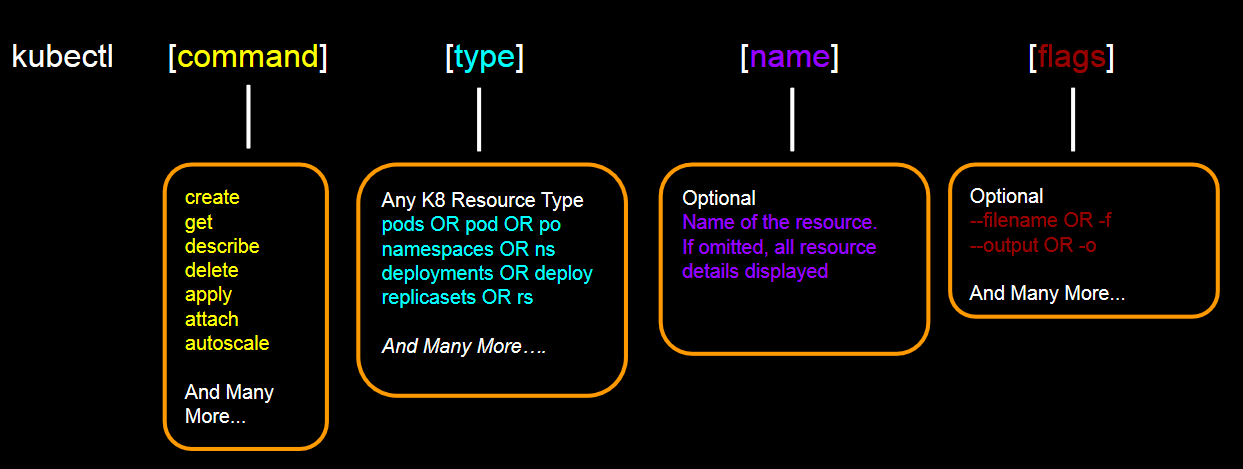 kubectl [command] [type] [name] [flags]
create
get
describe
delete
apply
attach
autoscale
And Many
More...
Any K8 Resource Type
pods OR pod OR po
namespaces OR ns
deployments OR deploy
replicasets OR rs
And Many More….
Optional
Name of the resource.
If omitted, all resource
details displayed
Optional
--filename OR -f
--output OR -o
And Many More...